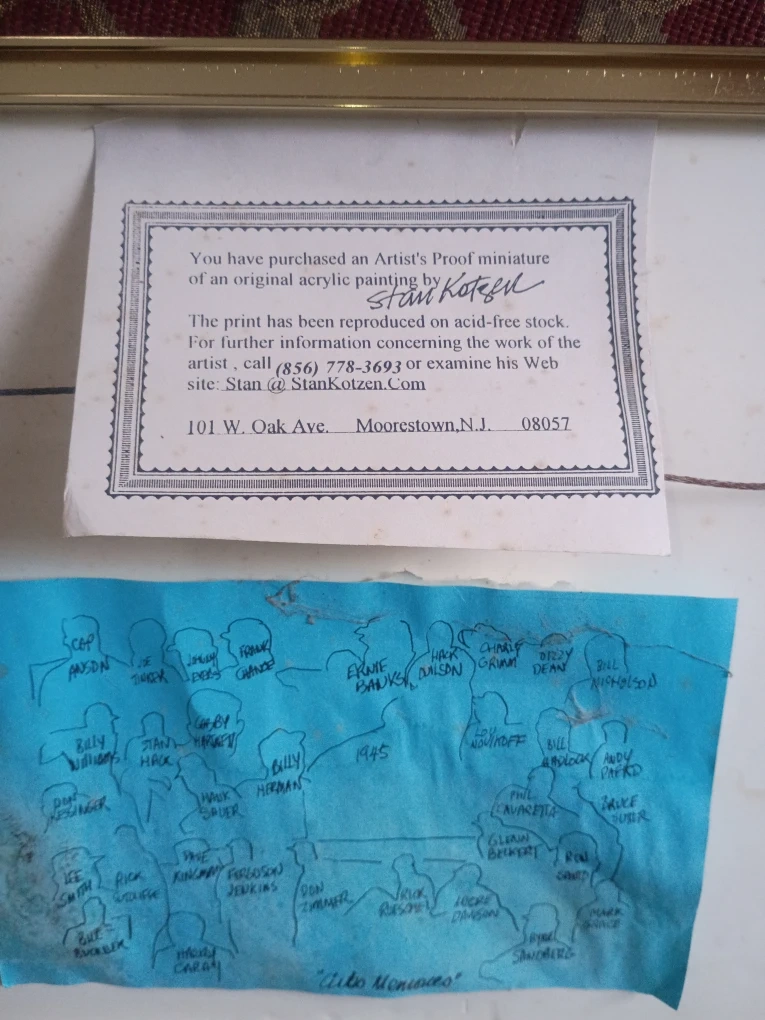 You have purchased an Artist's Proof miniature
of an original acrylic painting by
Stan Kotzen
The print has been reproduced on acid-free stock.
For further information concerning the work of the
artist , call (856) 778-3693 or examine his Web
site: Stan @ StanKotzen.Com
101 W. Oak Ave. Moorestown,N.J. 08057
CAP
ANSON
JOE
TINKER
JOHNNY
EVERS
FRANK
CHANCE
ERNIE
BANKS
HACK
WILSON
CHARLIE
GRIMM
DIZZY
DEAN
BILL
NICHOLSON
BILLY
WILLIAMS
STAN
HACK
GABBY
HARTNETT
BILLY
HERMAN
1945
LOU
NOVIKOFF
BILL
MADLOCK
ANDY
PAFKO
DON
KESSINGER
HANK
SAUER
PHIL
CAVARETTA
BRUCE
SUTTER
GLENN
BECKERT
RON
SANTO
LEE
SMITH
RICK
SUTCLIFFE
DAVE
KINGMAN
FERGUSON
JENKINS
DON
ZIMMER
RICK
REUSCHEL
ANDRE
DAWSON
MARK
GRACE
BILL
BUCKNER
HARRY
CARAY
RYNE
SANDBERG
"Cubs Memories"